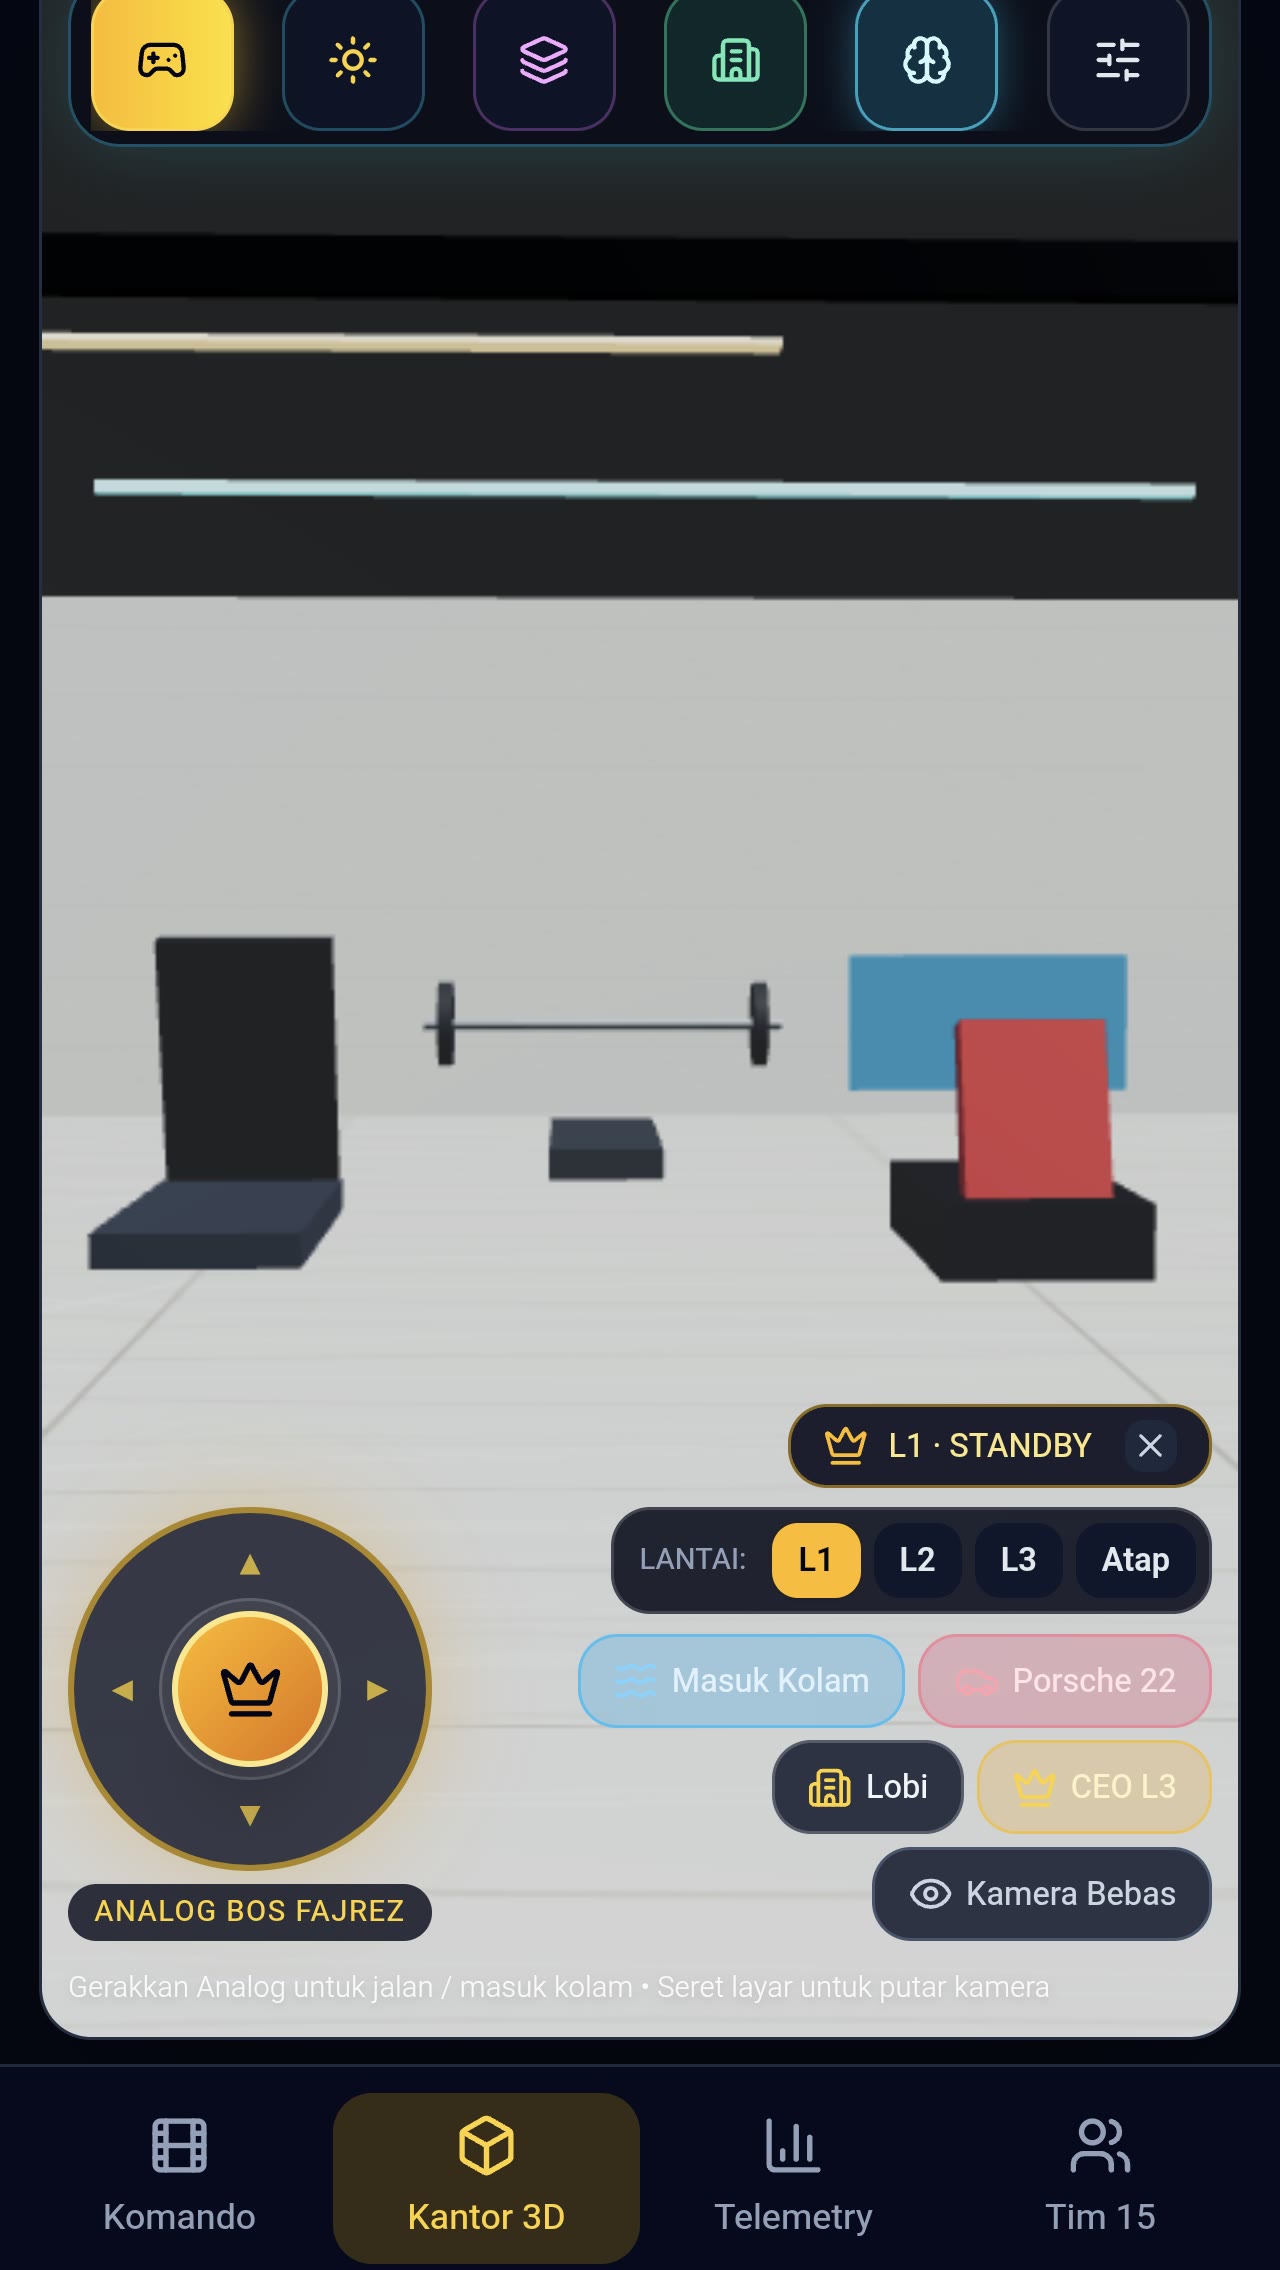 L1 · STANDBY
LANTAI: L1 L2 L3 Atap
Masuk Kolam Porsche 22
Lobi CEO L3
Kamera Bebas
ANALOG BOS FAJREZ
Gerakkan Analog untuk jalan / masuk kolam • Seret layar untuk putar kamera
Komando Kantor 3D Telemetry Tim 15